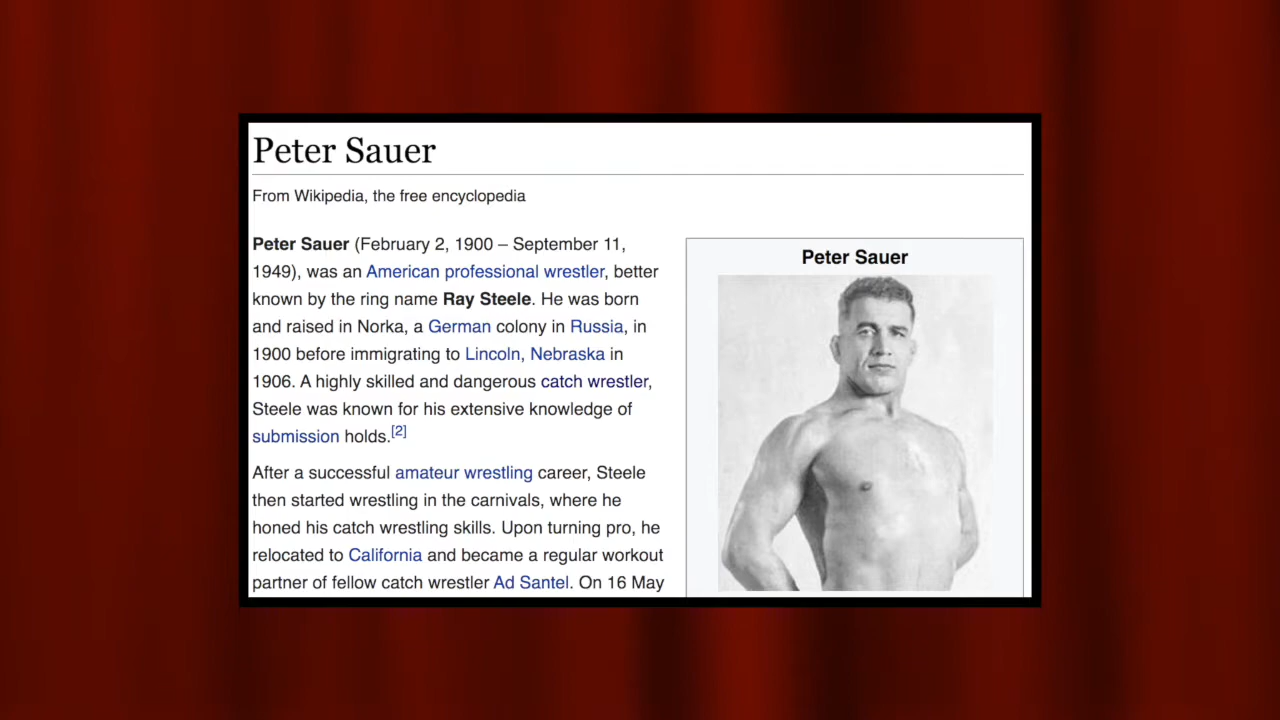 Peter Sauer
From Wikipedia, the free encyclopedia
Peter Sauer (February 2, 1900 – September 11,
1949), was an American professional wrestler, better
known by the ring name Ray Steele. He was born
and raised in Norka, a German colony in Russia, in
1900 before immigrating to Lincoln, Nebraska in
1906. A highly skilled and dangerous catch wrestler,
Steele was known for his extensive knowledge of
submission holds.[2]
After a successful amateur wrestling career, Steele
then started wrestling in the carnivals, where he
honed his catch wrestling skills. Upon turning pro, he
relocated to California and became a regular workout
partner of fellow catch wrestler Ad Santel. On 16 May
Peter Sauer